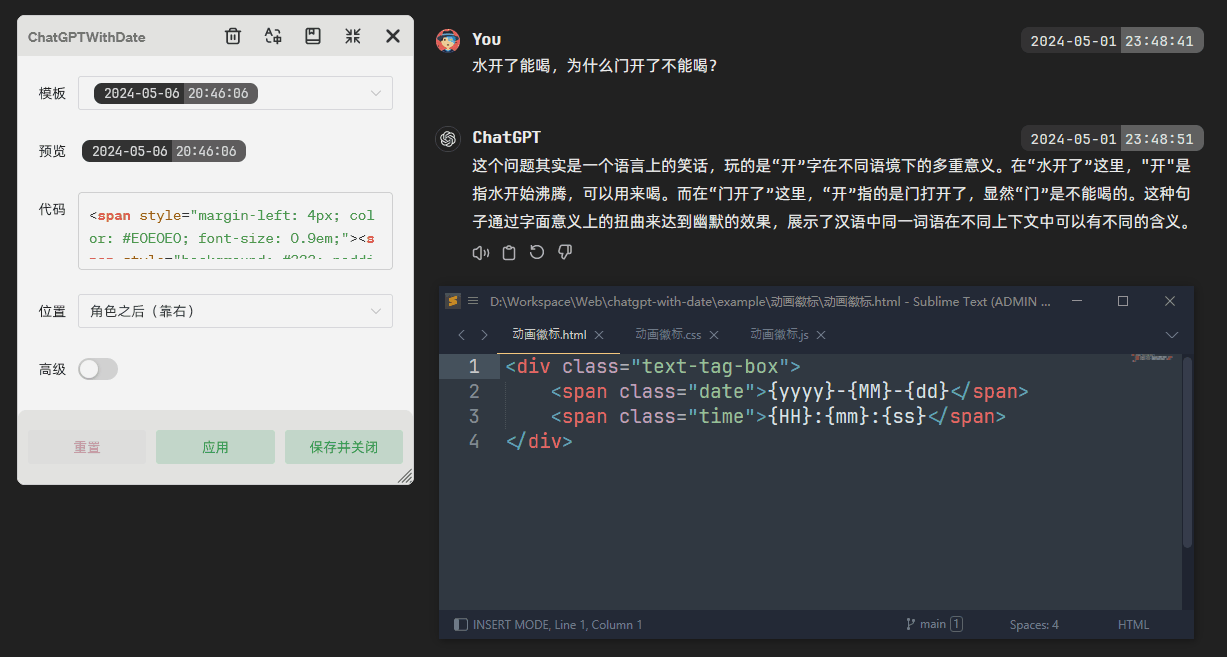 ChatGPTWithDate
模板
2024-05-06 20:46:06
预览
2024-05-06 20:46:06
代码
<span style="margin-left: 4px; col
or: #E0E0E0; font-size: 0.9em;"><s
位置
角色之后（靠右）
高级
重置
应用
保存并关闭
You
2024-05-01 23:48:41
水开了能喝，为什么门开了不能喝？
ChatGPT
2024-05-01 23:48:51
这个问题其实是一个语言上的笑话，玩的是“开”字在不同语境下的多重意义。在“水开了”这里，"开"是
指水开始沸腾，可以用来喝。而在“门开了”这里，“开”指的是门打开了，显然“门”是不能喝的。这种句
子通过字面意义上的扭曲来达到幽默的效果，展示了汉语中同一词语在不同上下文中可以有不同的含义。
D:\Workspace\Web\chatgpt-with-date\example\动画徽标\动画徽标.html - Sublime Text (ADMIN ...
动画徽标.html
动画徽标.css
动画徽标.js
1 <div class="text-tag-box">
2 <span class="date">{yyyy}-{MM}-{dd}</span>
3 <span class="time">{HH}:{mm}:{ss}</span>
4 </div>
INSERT MODE, Line 1, Column 1
main 1
Spaces: 4
HTML